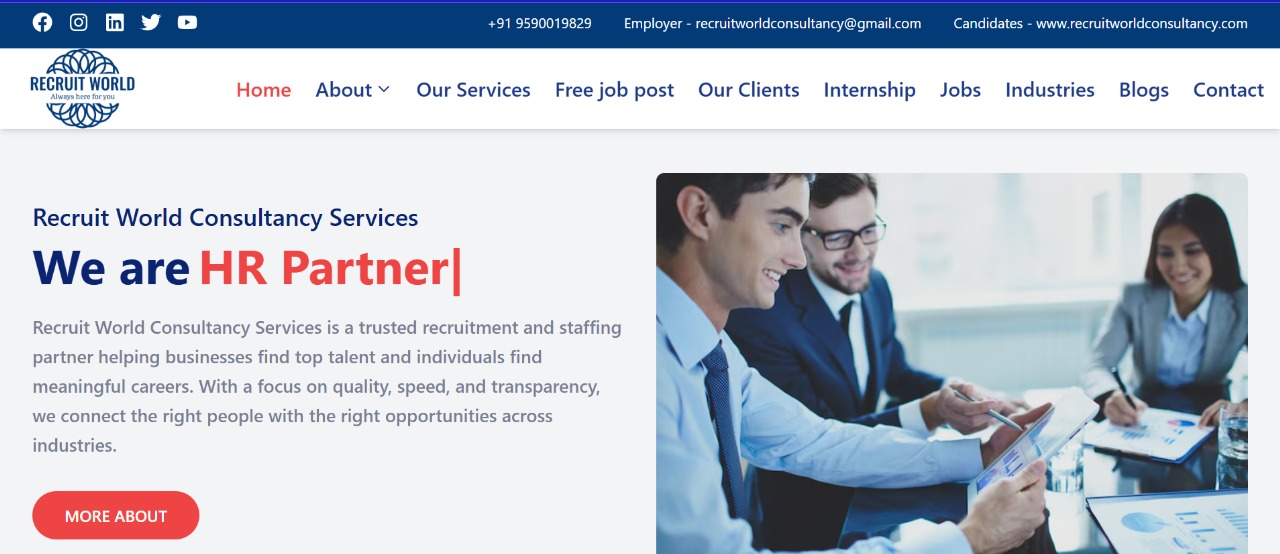 +91 9590019829 Employer - recruitworldconsultancy@gmail.com Candidates - www.recruitworldconsultancy.com
RECRUIT WORLD
Always here for you
Home About Our Services Free job post Our Clients Internship Jobs Industries Blogs Contact
Recruit World Consultancy Services
We are HR Partner|
Recruit World Consultancy Services is a trusted recruitment and staffing
partner helping businesses find top talent and individuals find
meaningful careers. With a focus on quality, speed, and transparency,
we connect the right people with the right opportunities across
industries.
MORE ABOUT